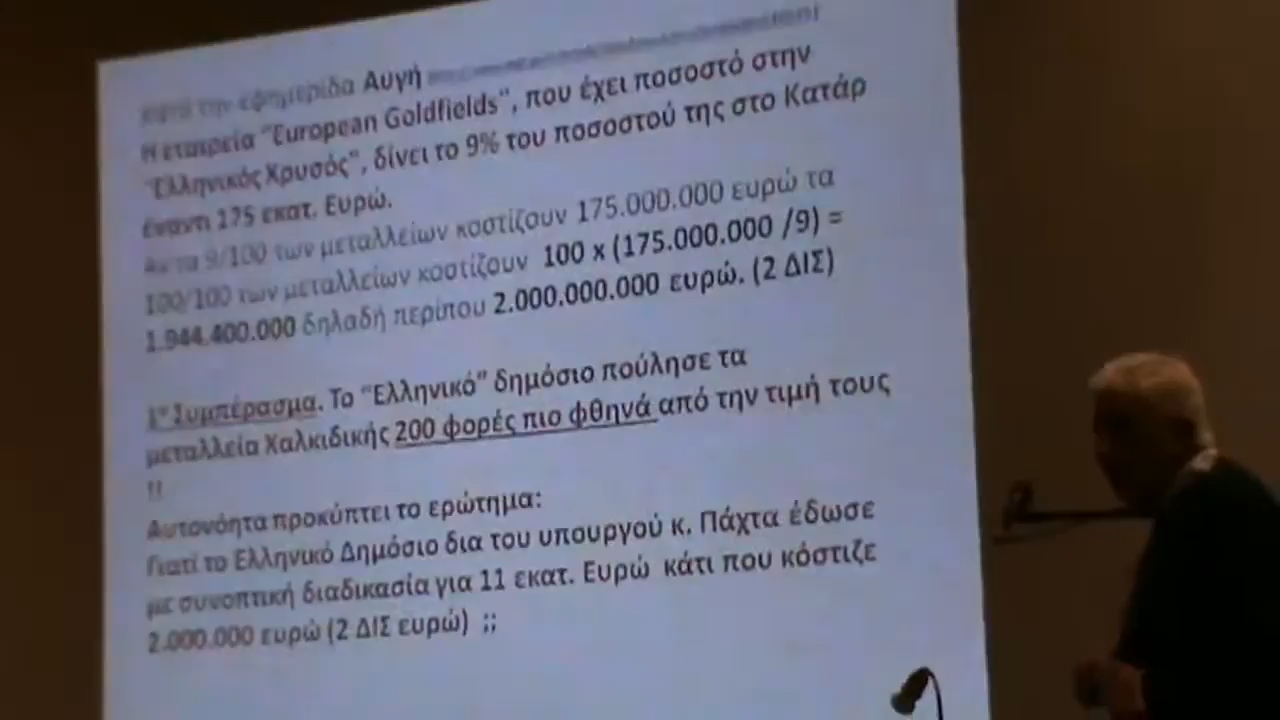 κατά την εφημερίδα Αυγή
Η εταιρεία "European Goldfields", που έχει ποσοστό στην
"Ελληνικός Χρυσός", δίνει το 9% του ποσοστού της στο Κατάρ
έναντι 175 εκατ. Ευρώ.
Αν τα 9/100 των μεταλλείων κοστίζουν 175.000.000 ευρώ τα
100/100 των μεταλλείων κοστίζουν 100 x (175.000.000 /9) =
1.944.400.000 δηλαδή περίπου 2.000.000.000 ευρώ. (2 ΔΙΣ)
1ο Συμπέρασμα. Το "Ελληνικό" δημόσιο πούλησε τα
μεταλλεία Χαλκιδικής 200 φορές πιο φθηνά από την τιμή τους
!!
Αυτονόητα προκύπτει το ερώτημα:
Γιατί το Ελληνικό Δημόσιο δια του υπουργού κ. Πάχτα έδωσε
με συνοπτική διαδικασία για 11 εκατ. Ευρώ κάτι που κόστιζε
2.000.000 ευρώ (2 ΔΙΣ ευρώ) ;;